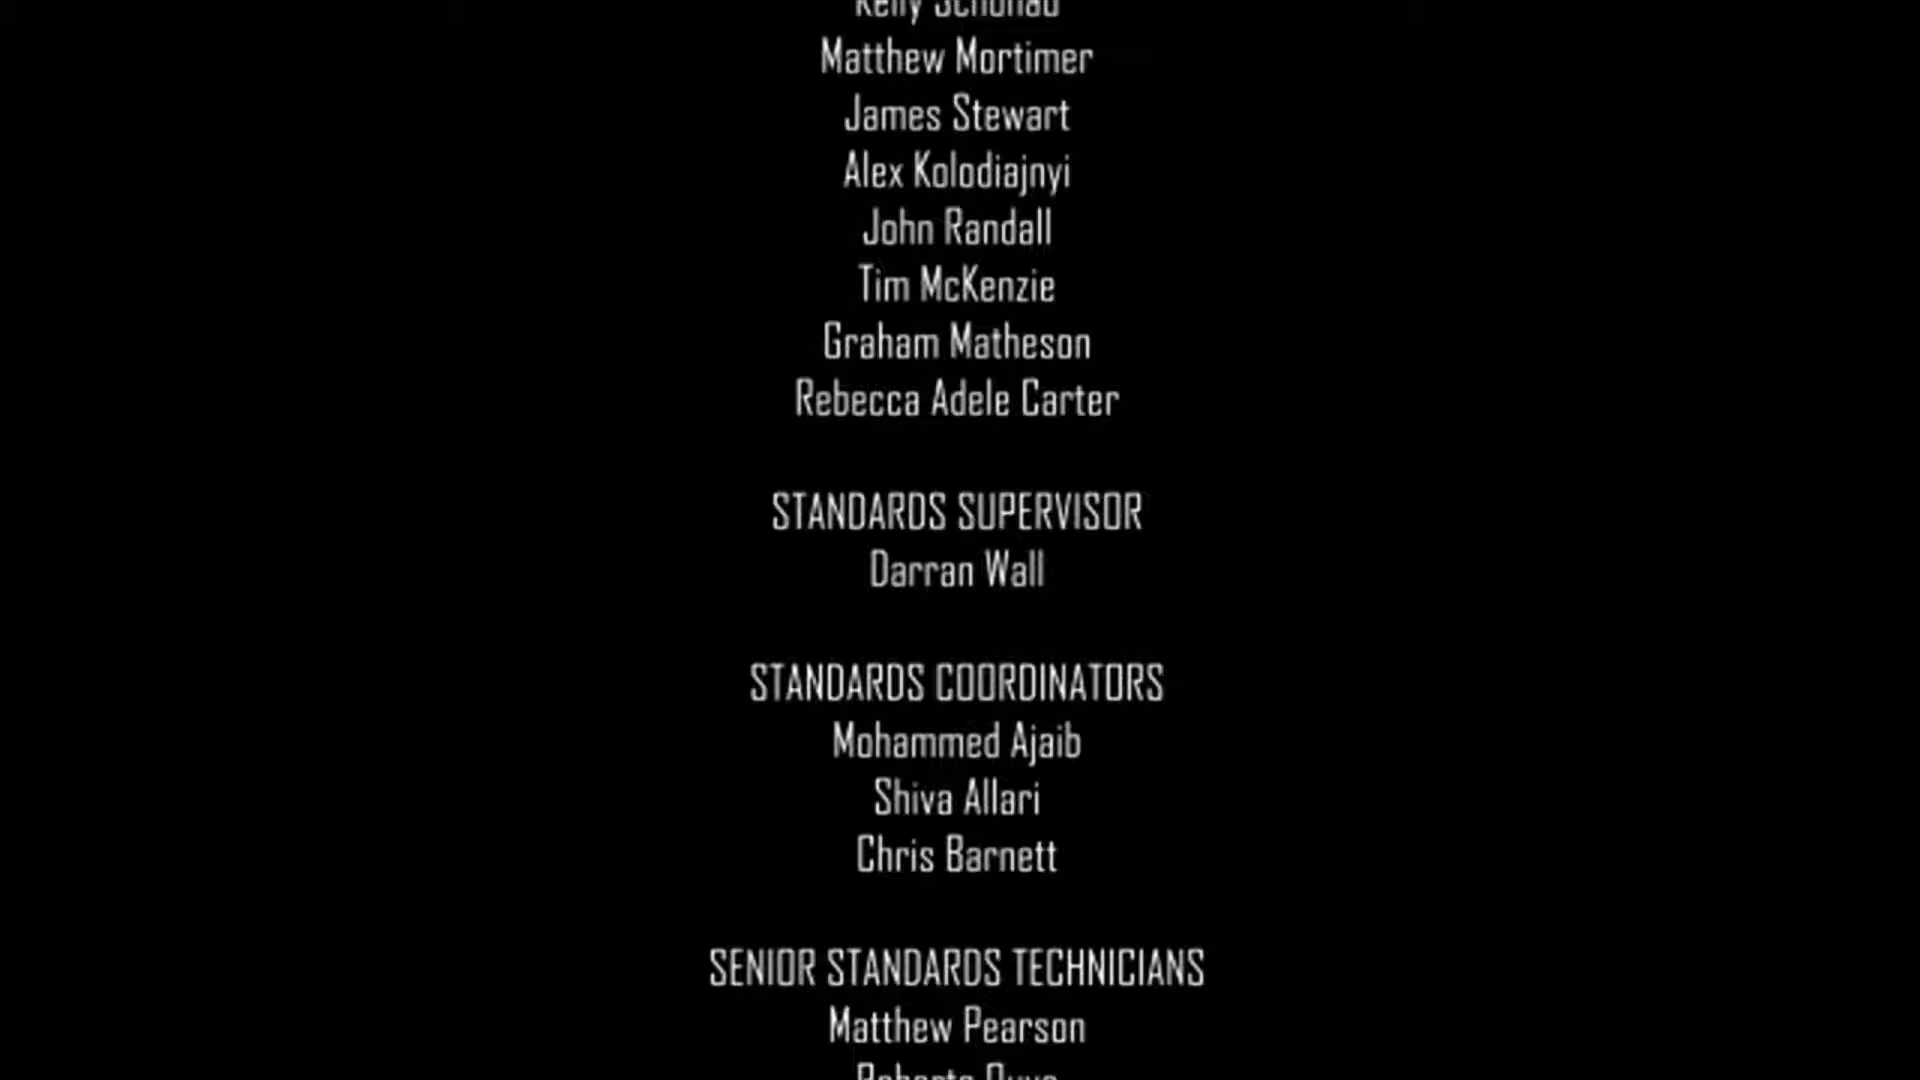 Kelly
Matthew Mortimer
James Stewart
Alex Kolodiajnyi
John Randall
Tim McKenzie
Graham Matheson
Rebecca Adele Carter
STANDARDS SUPERVISOR
Darran Wall
STANDARDS COORDINATORS
Mohammed Ajaib
Shiva Allari
Chris Barnett
SENIOR STANDARDS TECHNICIANS
Matthew Pearson